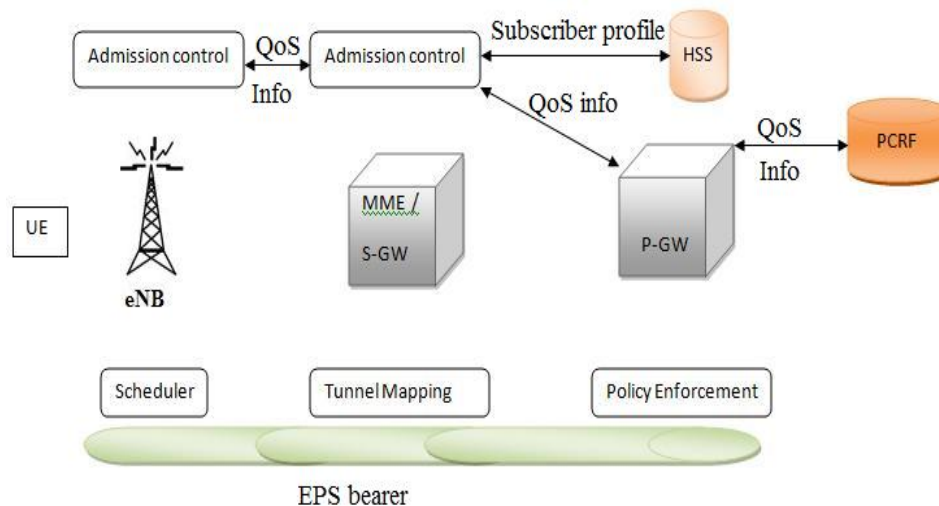 Subscriber profile
Admission control
QoS
Info
Admission control
HSS
QoS info
QoS
Info
PCRF
UE
eNB
MME /
S-GW
P-GW
Scheduler
Tunnel Mapping
Policy Enforcement
EPS bearer